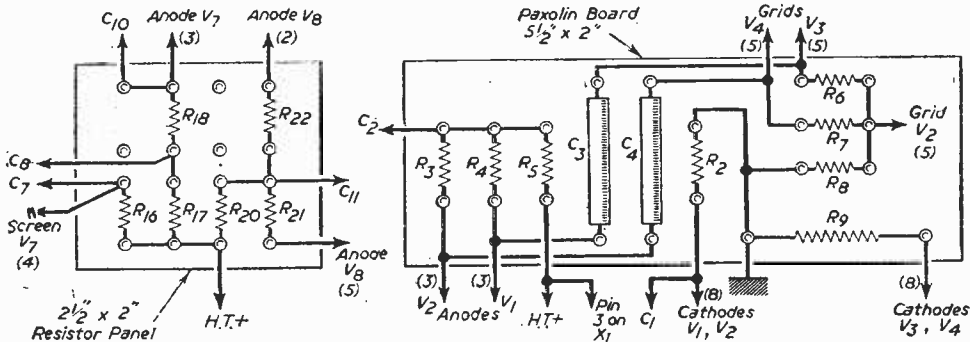 C10
Anode V7
(3)
Anode V8
(2)
R18
R22
C8
C7
C11
R16
R17
R20
R21
Screen
V7
(4)
Anode
V8
(5)
H.T.+
2½" x 2"
Resistor Panel
Paxolin Board
5½" x 2"
Grids
V4
(5)
V3
(5)
C2
R3
R4
R5
C3
C4
R2
R6
R7
R8
R9
Grid
V2
(5)
(3)
V2
Anodes
(3)
V1
H.T.+
Pin
3 on
X1
C1
(8)
Cathodes
V1, V2
(8)
Cathodes
V3, V4